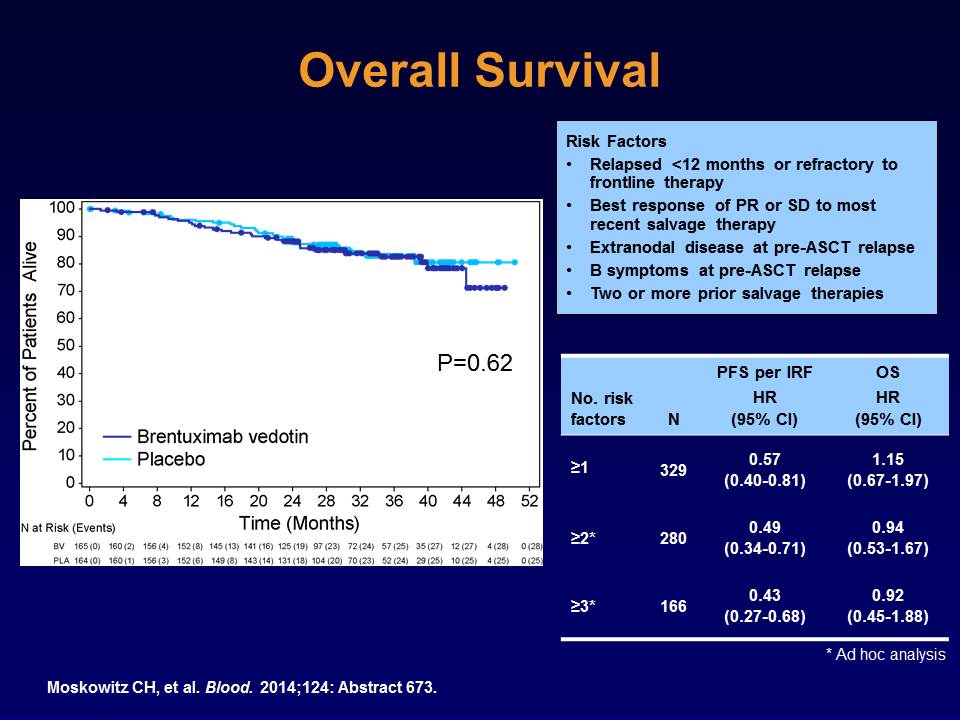 Overall Survival
Risk Factors
• Relapsed <12 months or refractory to
frontline therapy
• Best response of PR or SD to most
recent salvage therapy
• Extranodal disease at pre-ASCT relapse
• B symptoms at pre-ASCT relapse
• Two or more prior salvage therapies
Percent of Patients Alive
100
90
80
70
60
50
40
30
20
10
0
P=0.62
Brentuximab vedotin
Placebo
0 4 8 12 16 20 24 28 32 36 40 44 48 52
Time (Months)
N at Risk (Events)
BV 165 (0) 160 (2) 156 (4) 152 (8) 145 (13) 141 (16) 125 (19) 97 (23) 72 (24) 57 (25) 35 (27) 12 (27) 4 (28) 0 (28)
PLA 164 (0) 160 (1) 156 (3) 152 (6) 149 (8) 143 (14) 131 (18) 104 (20) 70 (23) 52 (24) 29 (25) 10 (25) 4 (25) 0 (25)
PFS per IRF OS
No. risk HR HR
factors N (95% CI) (95% CI)
≥1 329 0.57 1.15
(0.40-0.81) (0.67-1.97)
≥2* 280 0.49 0.94
(0.34-0.71) (0.53-1.67)
≥3* 166 0.43 0.92
(0.27-0.68) (0.45-1.88)
* Ad hoc analysis
Moskowitz CH, et al. Blood. 2014;124: Abstract 673.